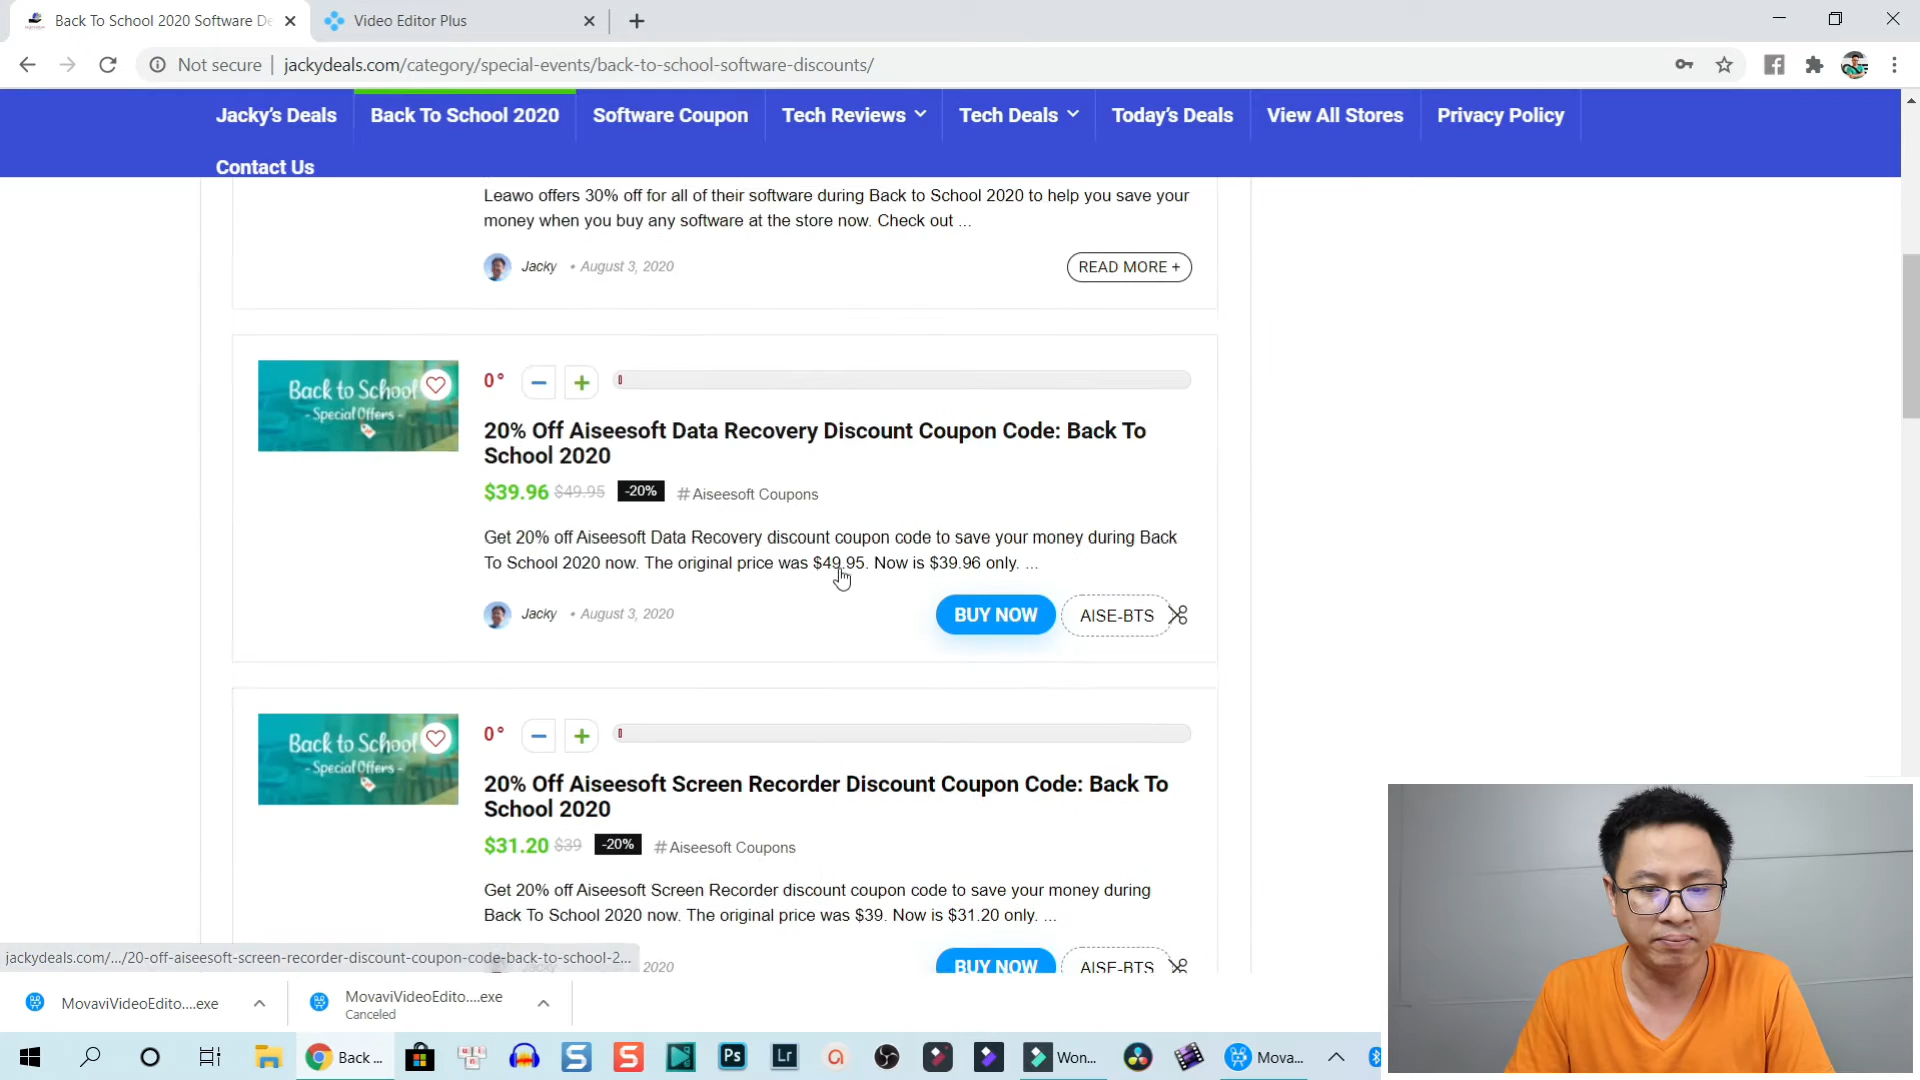 Back To School 2020 Software De
Video Editor Plus
Not secure
jackydeals.com/category/special-events/back-to-school-software-discounts/
Jacky's Deals
Back To School 2020
Software Coupon
Tech Reviews
Tech Deals
Today's Deals
View All Stores
Privacy Policy
Contact Us
Leawo offers 30% off for all of their software during Back to School 2020 to help you save your
money when you buy any software at the store now. Check out ...
Jacky • August 3, 2020
READ MORE +
Back to School
- Special Offers -
0°
20% Off Aiseesoft Data Recovery Discount Coupon Code: Back To
School 2020
$39.96 $49.95 -20% # Aiseesoft Coupons
Get 20% off Aiseesoft Data Recovery discount coupon code to save your money during Back
To School 2020 now. The original price was $49.95. Now is $39.96 only. ...
Jacky • August 3, 2020
BUY NOW
AISE-BTS
Back to School
- Special Offers -
0°
20% Off Aiseesoft Screen Recorder Discount Coupon Code: Back To
School 2020
$31.20 $39 -20% # Aiseesoft Coupons
Get 20% off Aiseesoft Screen Recorder discount coupon code to save your money during
Back To School 2020 now. The original price was $39. Now is $31.20 only. ...
2020
BUY NOW
AISE-BTS
jackydeals.com/.../20-off-aiseesoft-screen-recorder-discount-coupon-code-back-to-school-2...
MovaviVideoEdito....exe
MovaviVideoEdito....exe
Canceled
Back ...
Ps
Lr
Won...
Mova...